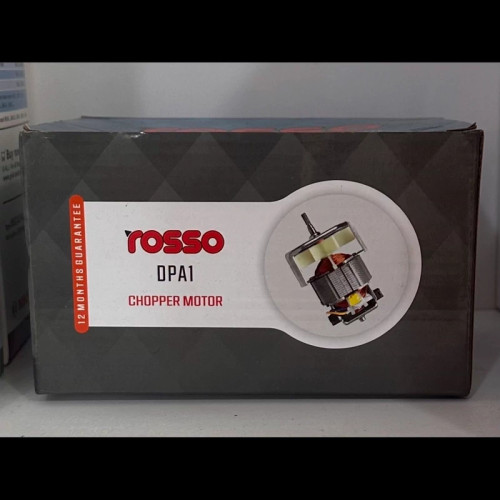 rosso
DPA1
CHOPPER MOTOR
12 MONTHS GUARANTEE